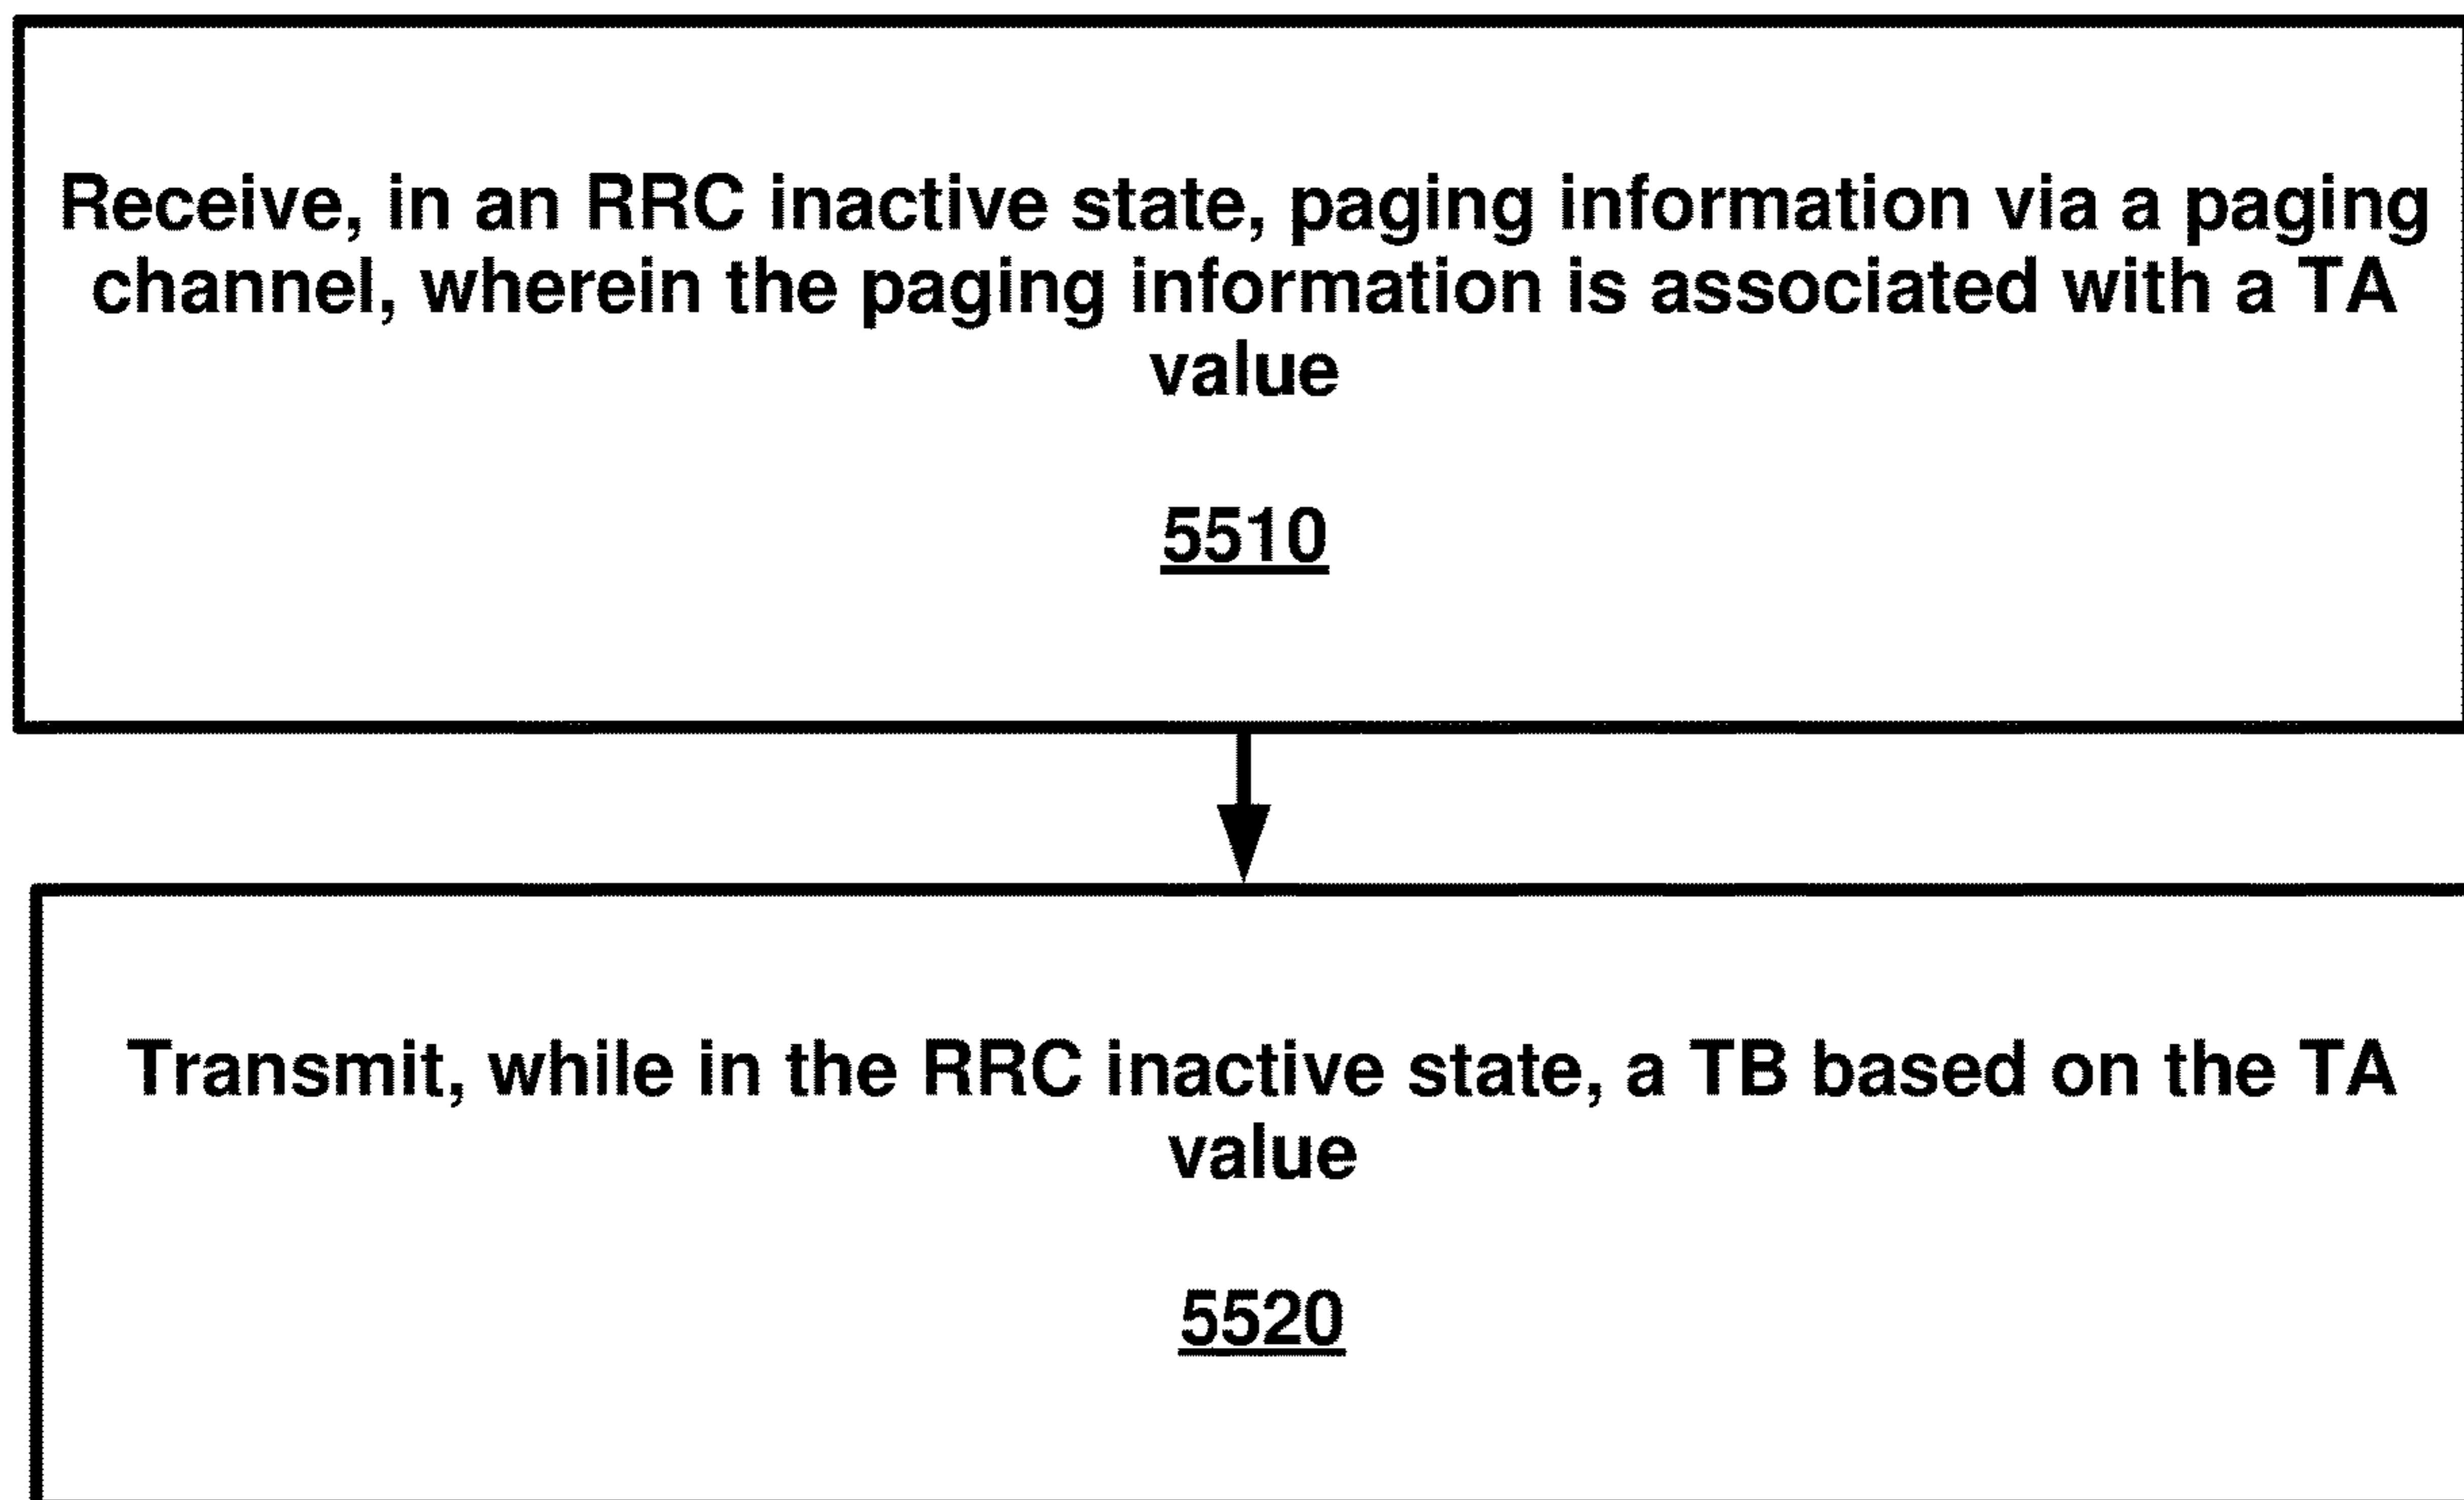 Receive, in an RRC inactive state, paging information via a paging
channel, wherein the paging information is associated with a TA
value
5510
Transmit, while in the RRC inactive state, a TB based on the TA
value
5520